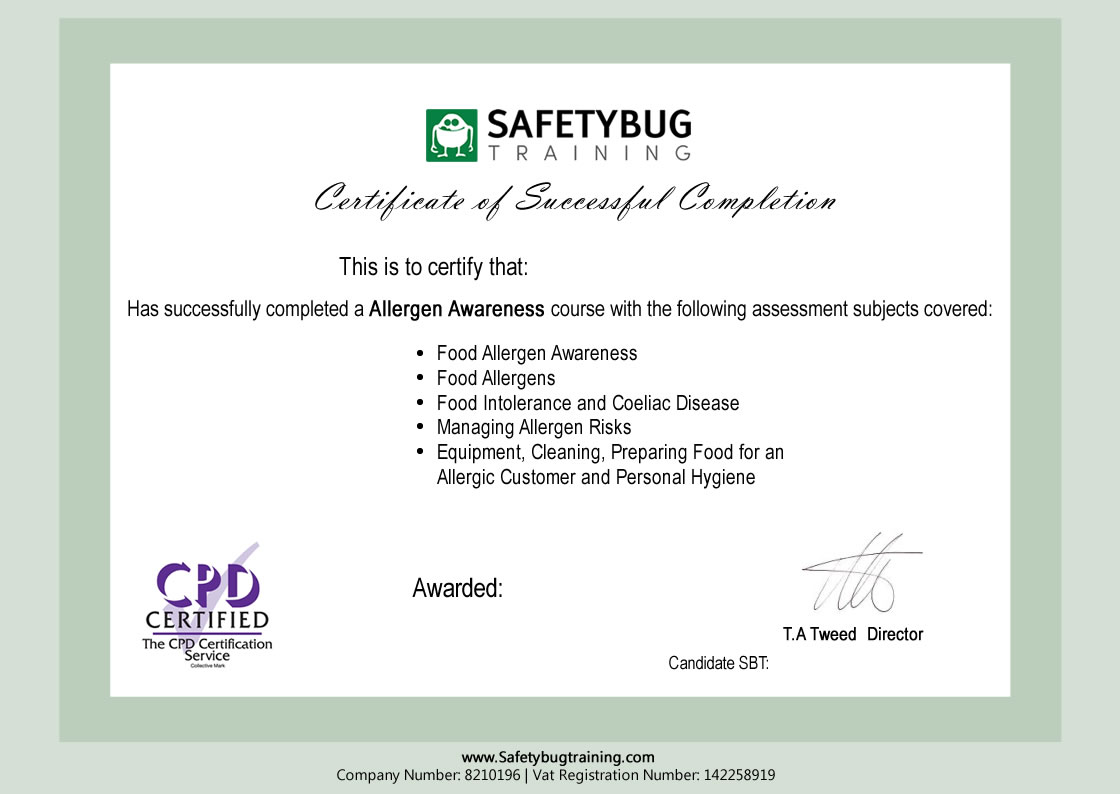 SAFETYBUG
TRAINING
Certificate of Successful Completion
This is to certify that:
Has successfully completed a Allergen Awareness course with the following assessment subjects covered:
• Food Allergen Awareness
• Food Allergens
• Food Intolerance and Coeliac Disease
• Managing Allergen Risks
• Equipment, Cleaning, Preparing Food for an
Allergic Customer and Personal Hygiene
CPD
CERTIFIED
The CPD Certification
Service
Collective Mark
Awarded:
T.A Tweed Director
Candidate SBT:
www.Safetybugtraining.com
Company Number: 8210196 | Vat Registration Number: 142258919